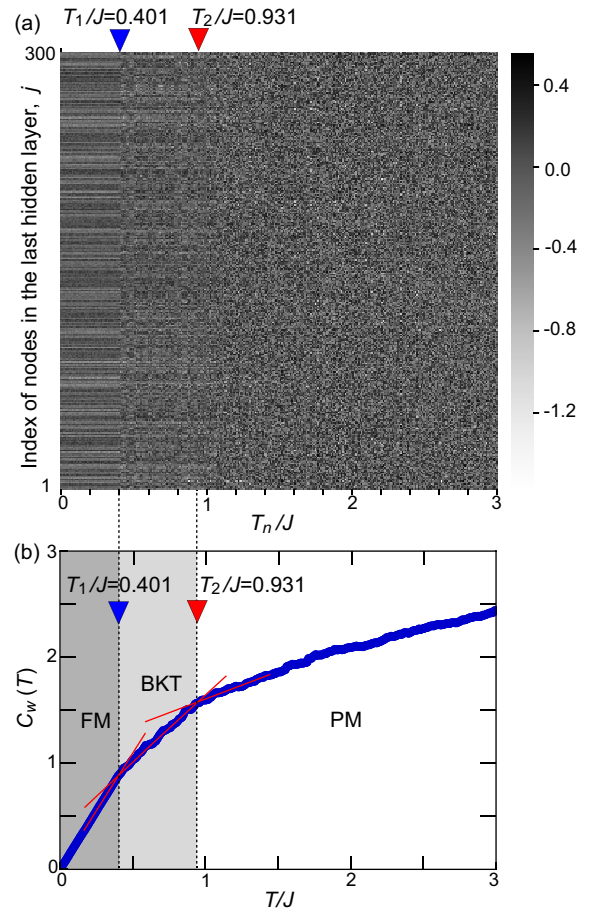 (a) T1/J=0.401 T2/J=0.931
300
Index of nodes in the last hidden layer, j
1
0.4
0.0
-0.4
-0.8
-1.2
0 1 2 3
Tn/J
(b)
3
T1/J=0.401 T2/J=0.931
2
BKT
FM
PM
Cw(T)
1
0
0 1 2 3
T/J